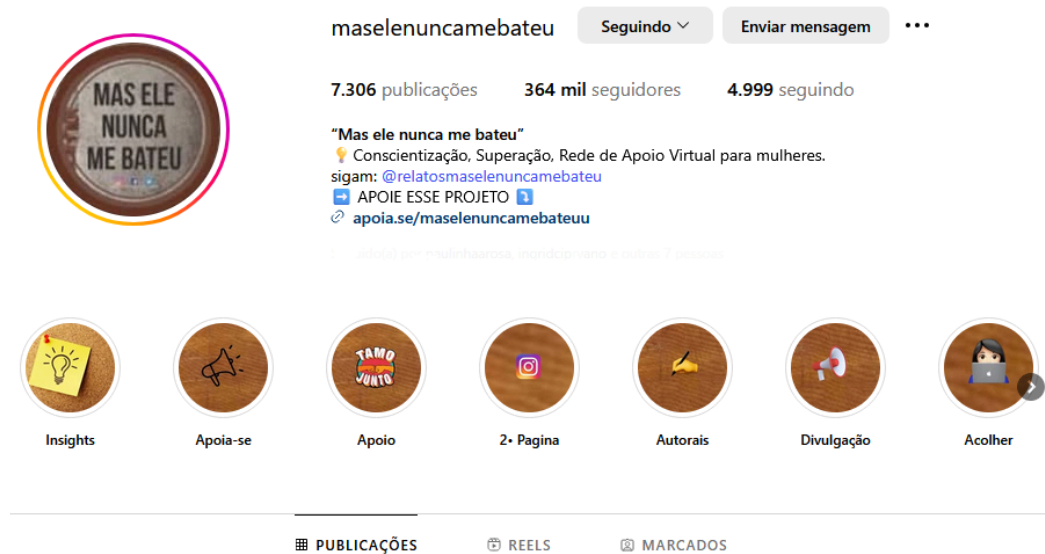 maselenuncamebateu Seguindo Enviar mensagem
MAS ELE
NUNCA
ME BATEU
7.306 publicações 364 mil seguidores 4.999 seguindo
“Mas ele nunca me bateu”
Conscientização, Superação, Rede de Apoio Virtual para mulheres.
sigam: @relatosmaselenuncamebateu
APOIE ESSE PROJETO
apoia.se/maselenuncamebateuu
TAMO
JUNTO
Insights Apoia-se Apoio 2• Pagina Autorais Divulgação Acolher
PUBLICAÇÕES REELS MARCADOS